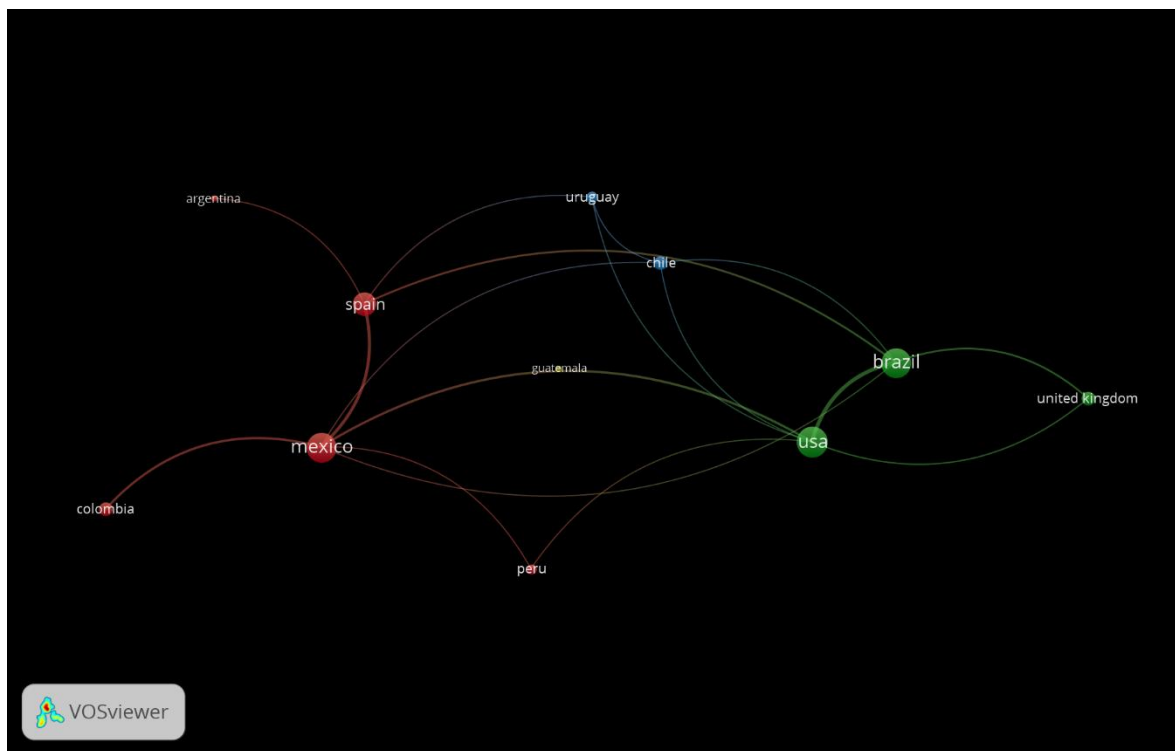 argentina
uruguay
chile
spain
guatemala
brazil
united kingdom
mexico
usa
colombia
peru
VOSviewer